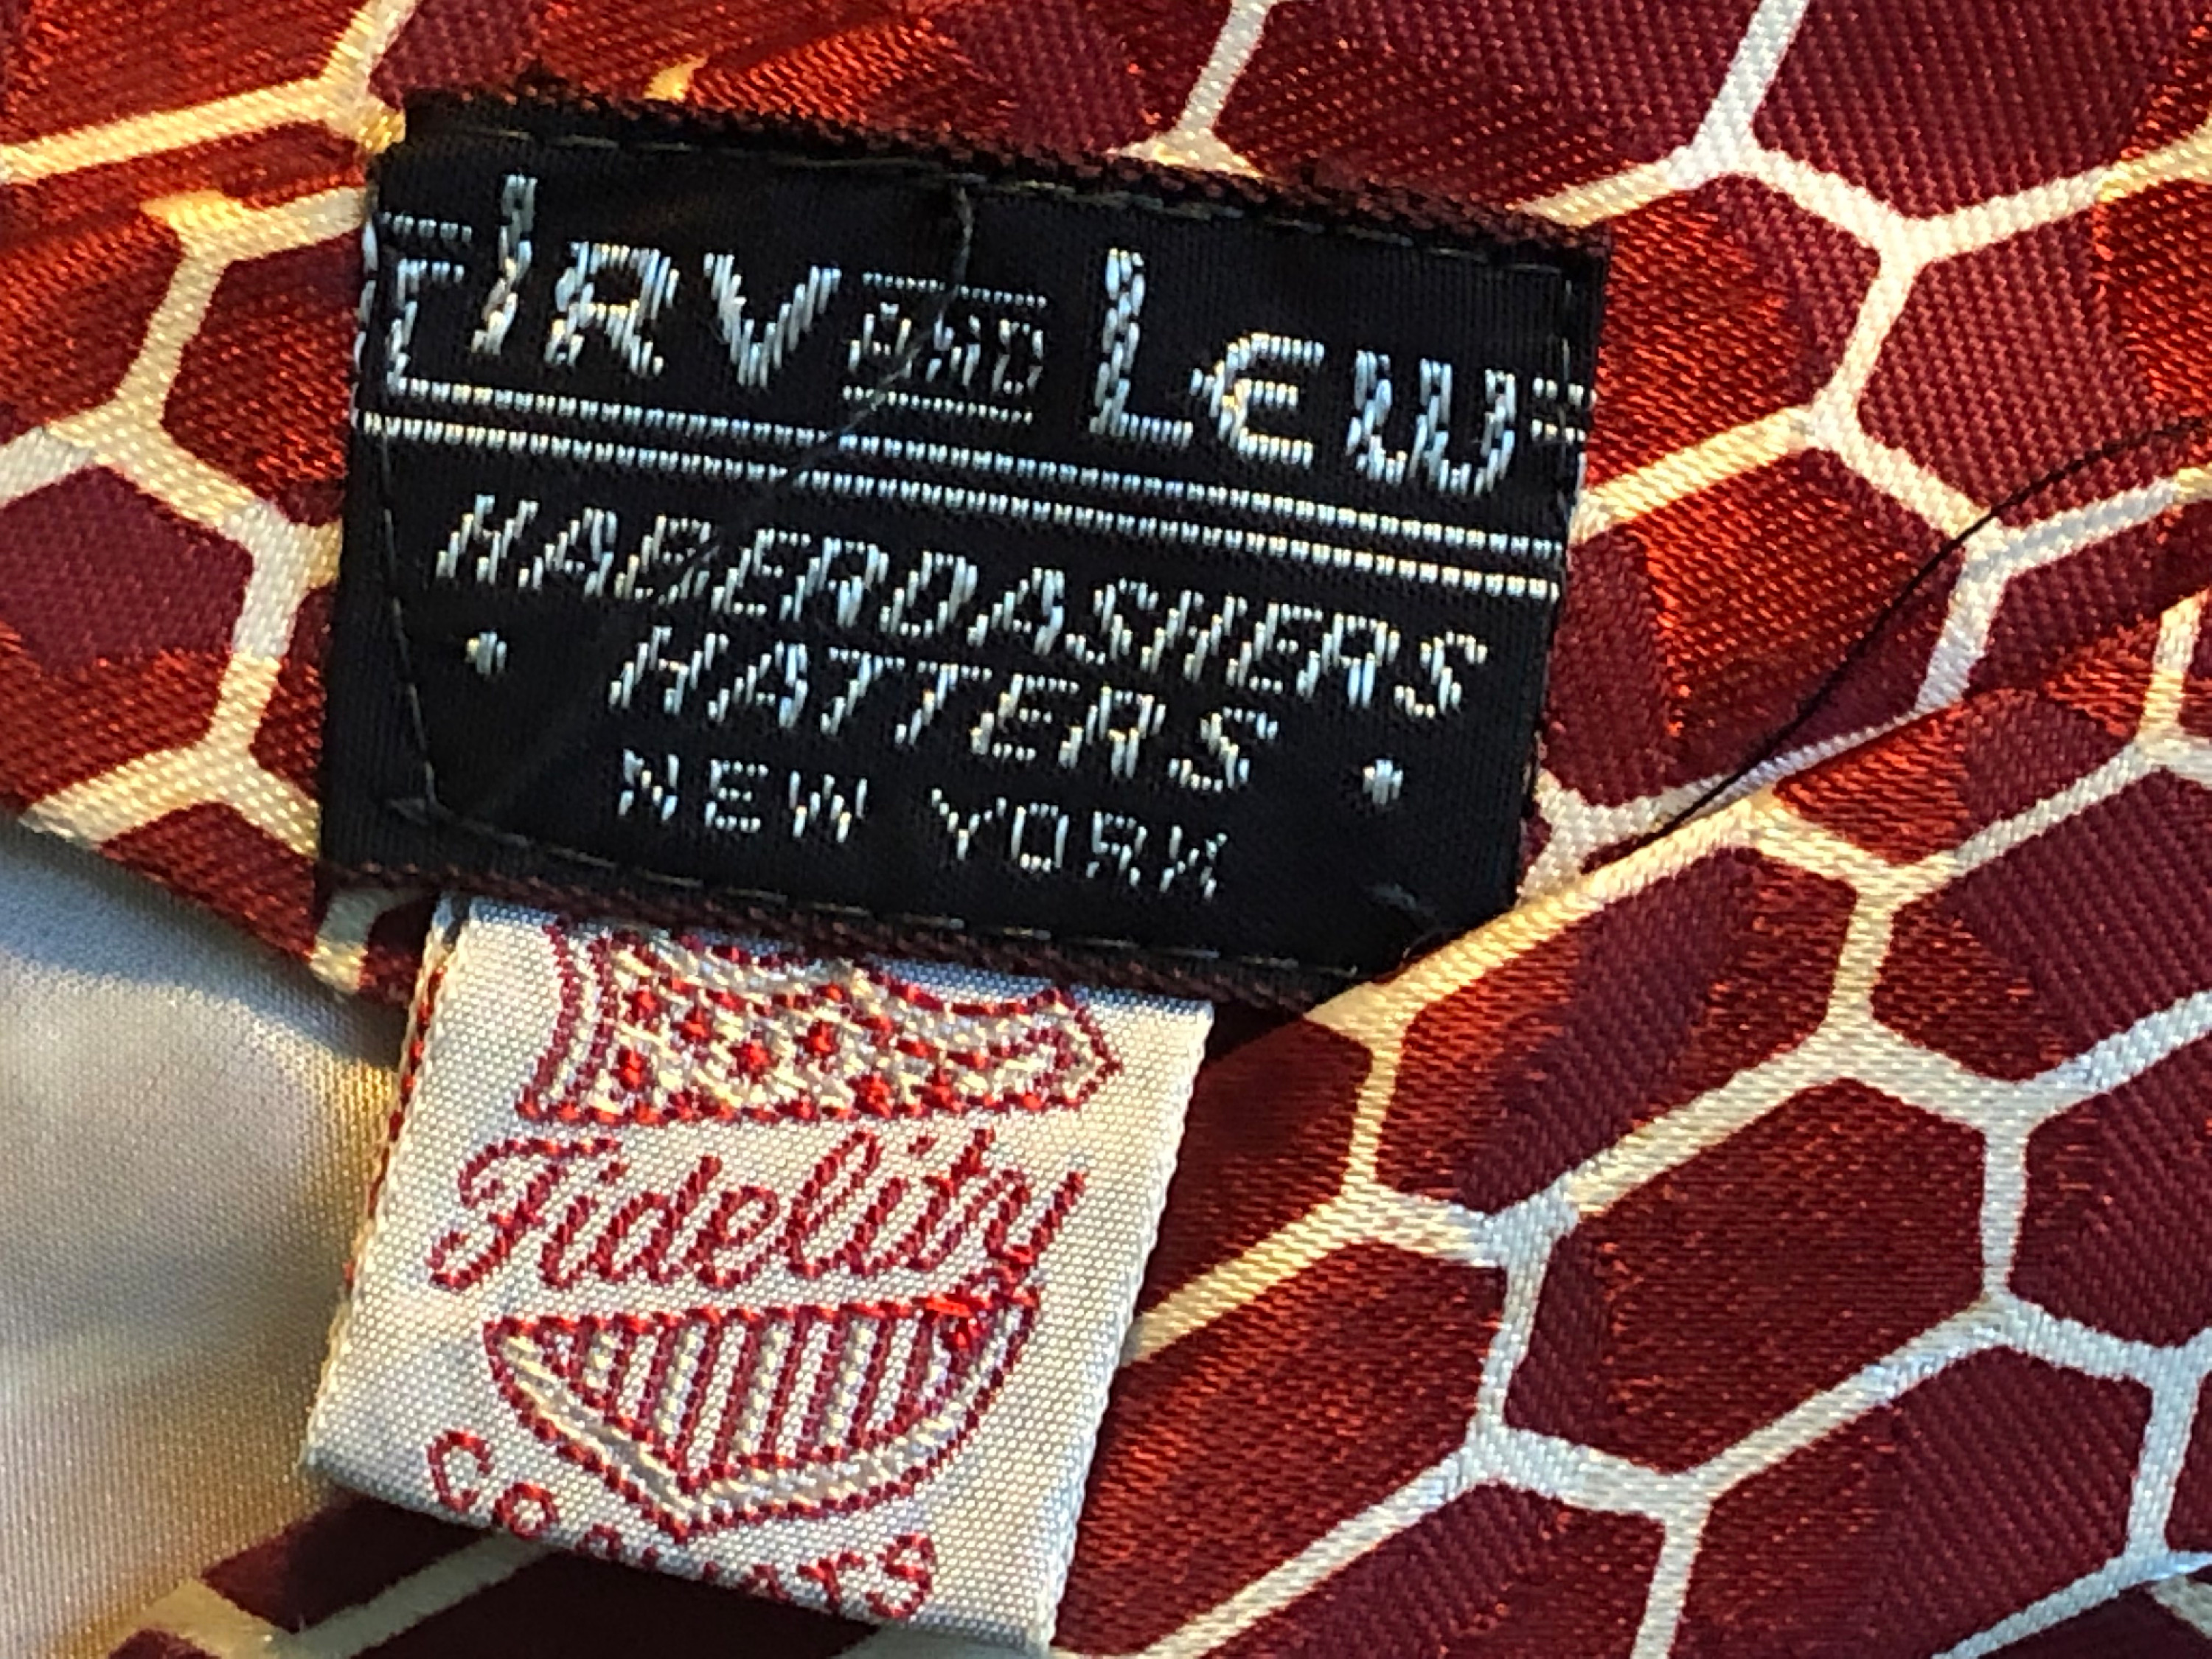 IRV AND LEW
HABERDASHERS
• HATTERS •
NEW YORK
Fidelity